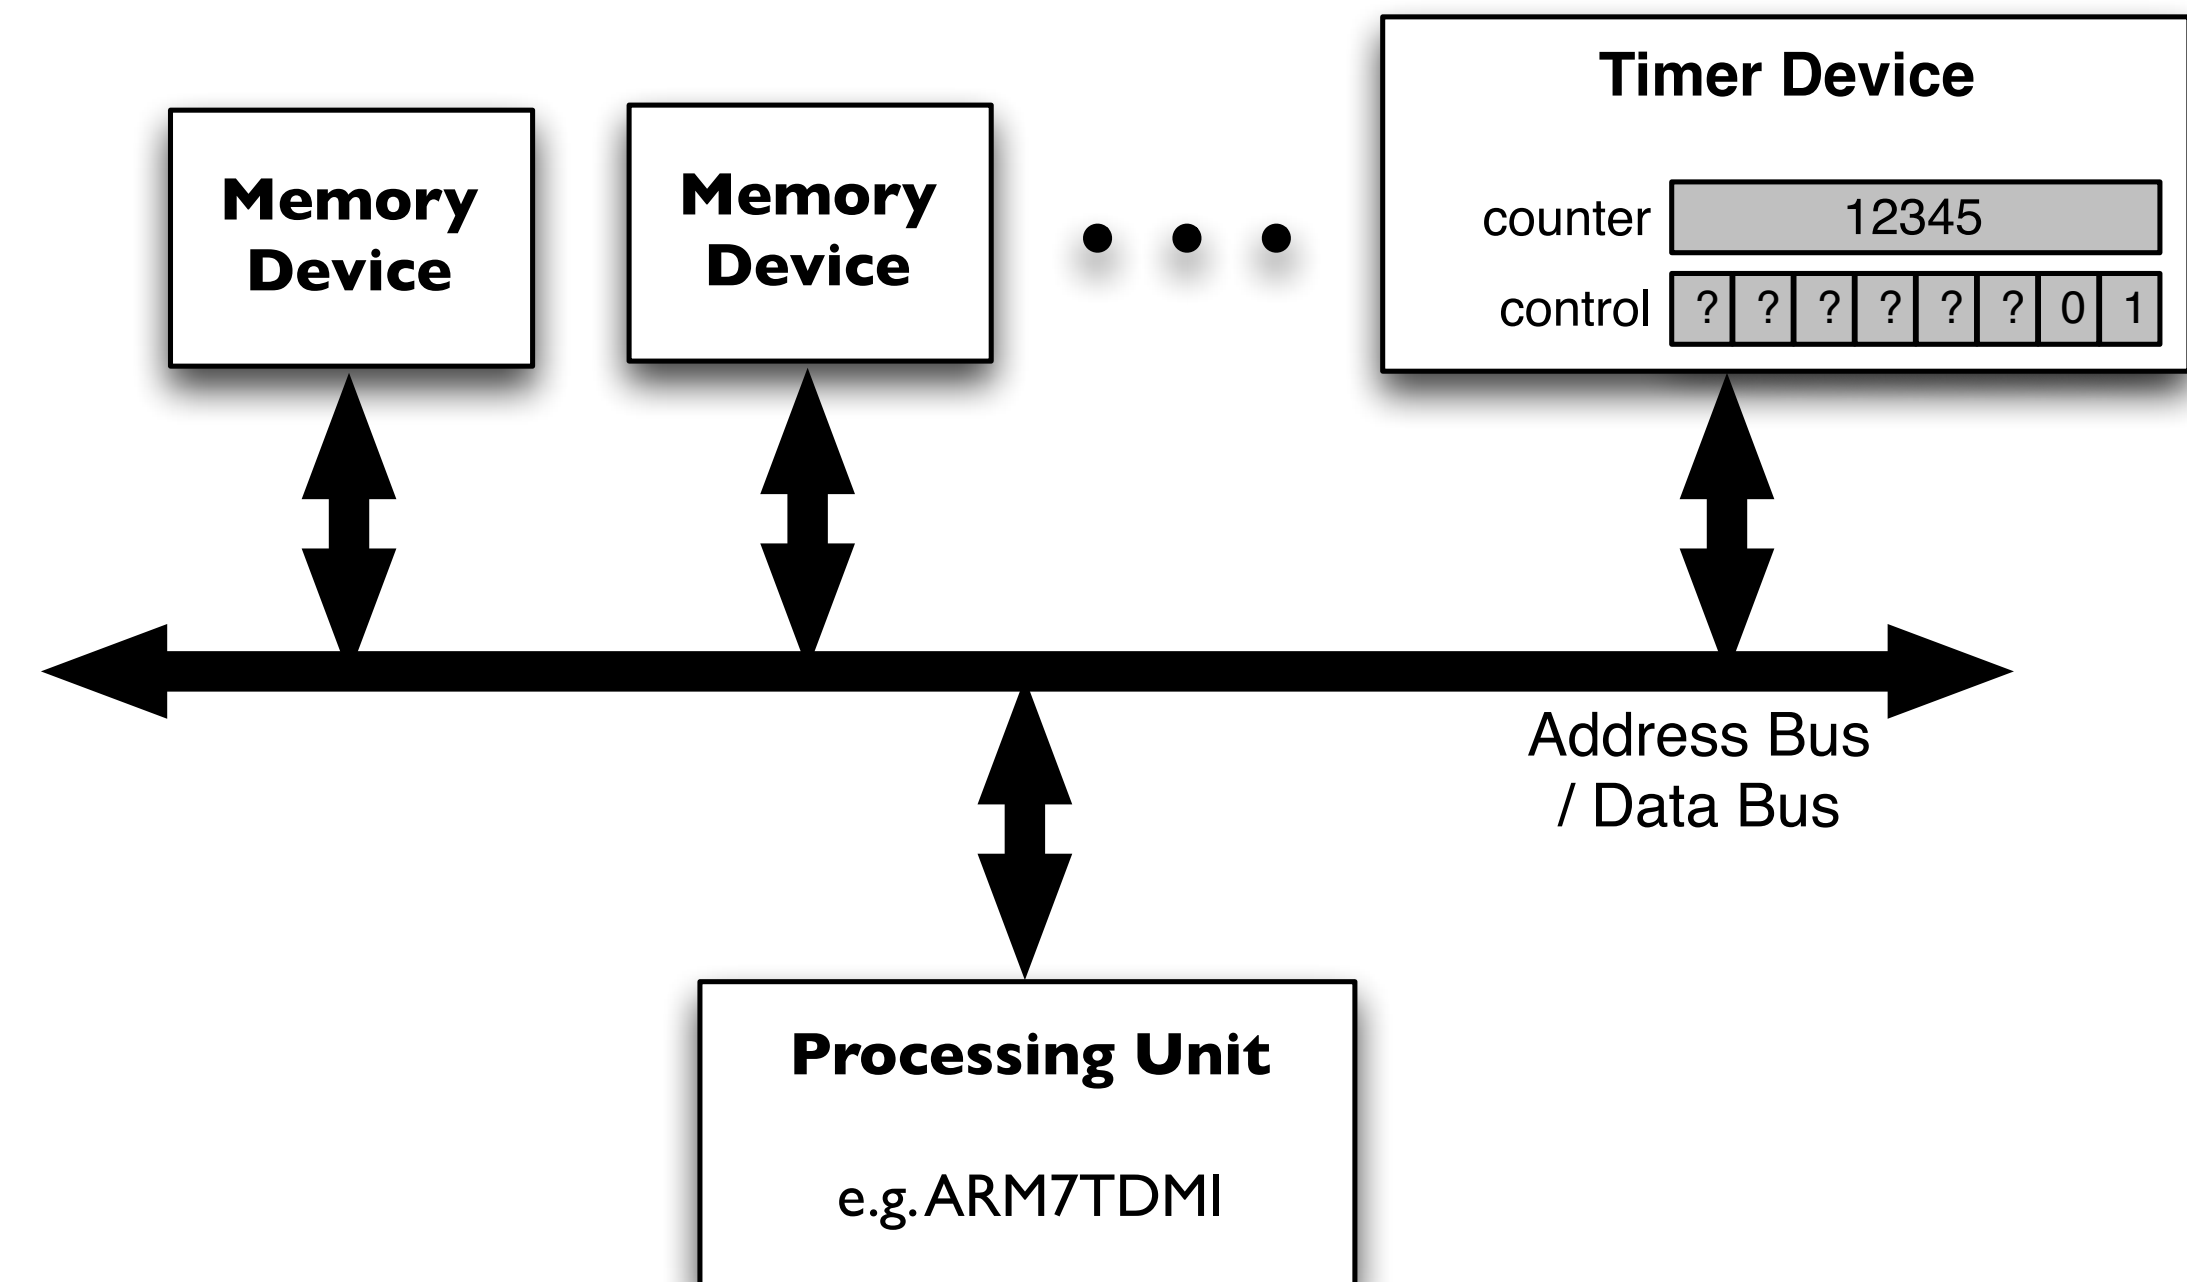 Timer Device
Memory
Device
Memory
Device
counter 12345
control ? ? ? ? ? ? 0 1
Address Bus
/ Data Bus
Processing Unit
e.g. ARM7TDMI